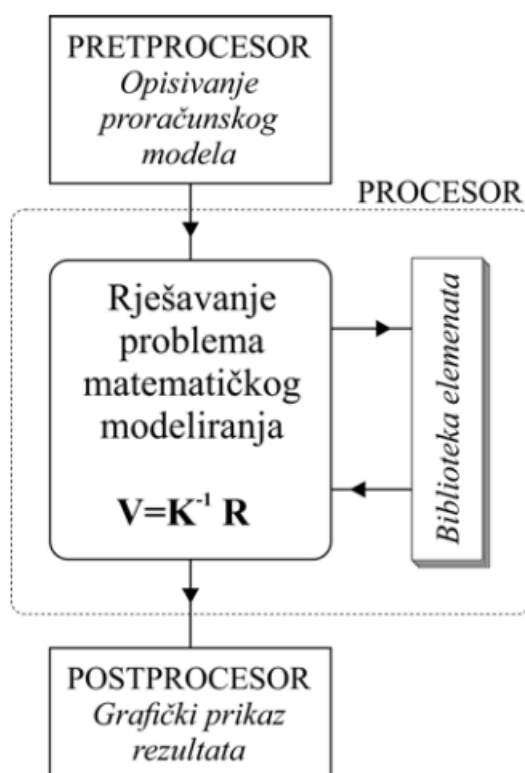 PRETPROCESOR
Opisivanje
proračunskog
modela
PROCESOR
Rješavanje
problema
matematičkog
modeliranja
V=K⁻¹ R
Biblioteka elemenata
POSTPROCESOR
Grafički prikaz
rezultata